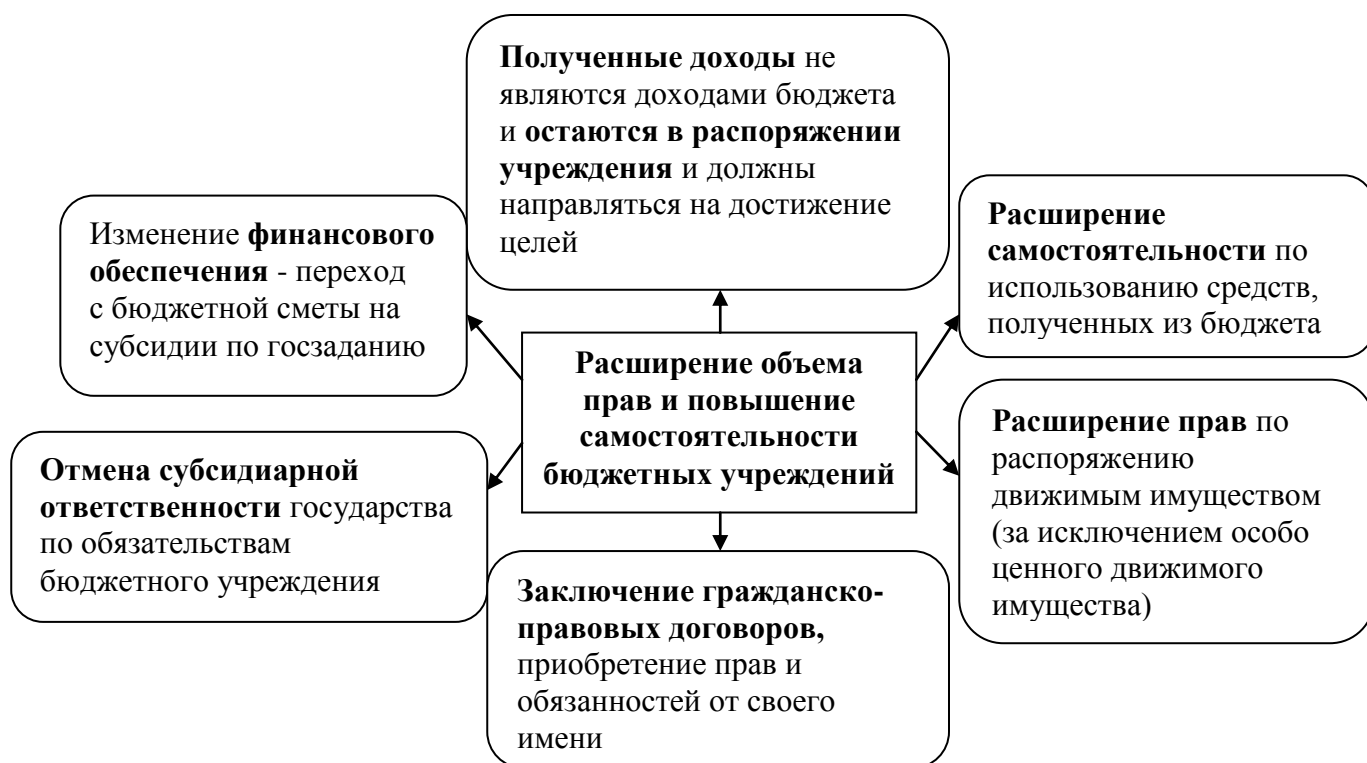 Полученные доходы не
являются доходами бюджета
и остаются в распоряжении
учреждения и должны
направляться на достижение
целей
Изменение финансового
обеспечения - переход
с бюджетной сметы на
субсидии по госзаданию
Расширение
самостоятельности по
использованию средств,
полученных из бюджета
Расширение объема
прав и повышение
самостоятельности
бюджетных учреждений
Отмена субсидиарной
ответственности государства
по обязательствам
бюджетного учреждения
Расширение прав по
распоряжению
движимым имуществом
(за исключением особо
ценного движимого
имущества)
Заключение гражданско-
правовых договоров,
приобретение прав и
обязанностей от своего
имени